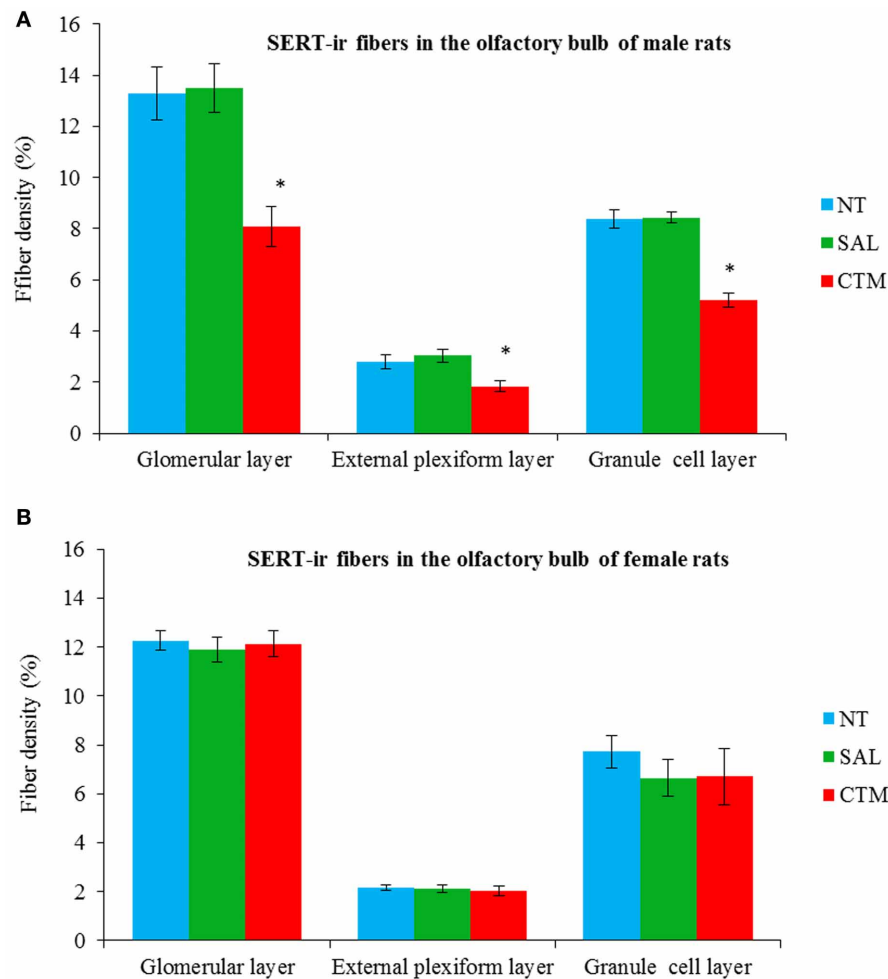 A
SERT-ir fibers in the olfactory bulb of male rats
Ffiber density (%)
16
14
12
10
8
6
4
2
0
*
*
*
Glomerular layer
External plexiform layer
Granule cell layer
NT
SAL
CTM
B
SERT-ir fibers in the olfactory bulb of female rats
Fiber density (%)
16
14
12
10
8
6
4
2
0
Glomerular layer
External plexiform layer
Granule cell layer
NT
SAL
CTM